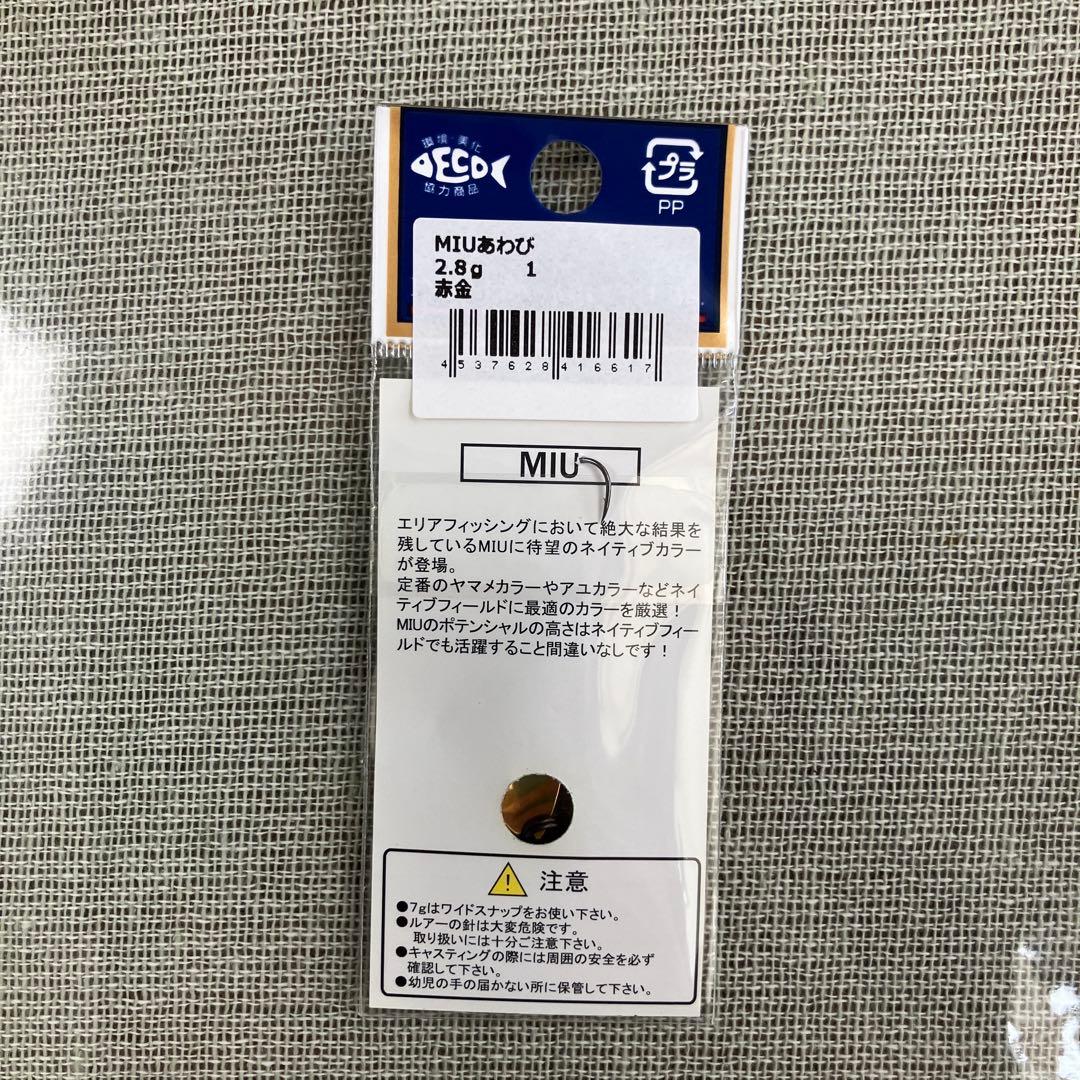 環境・美化
DECO
協力商品
プラ
PP
MIUあわび
2.8g 1
赤金
4 537628 416617
MIU
エリアフィッシングにおいて絶大な結果を
残しているMIUに待望のネイティブカラー
が登場。
定番のヤマメカラーやアユカラーなどネイ
ティブフィールドに最適のカラーを厳選！
MIUのポテンシャルの高さはネイティブフィー
ルドでも活躍すること間違いなしです！
注意
●7gはワイドスナップをお使い下さい。
●ルアーの針は大変危険です。
取り扱いには十分ご注意下さい。
●キャスティングの際には周囲の安全を必ず
確認して下さい。
●幼児の手の届かない所に保管して下さい。